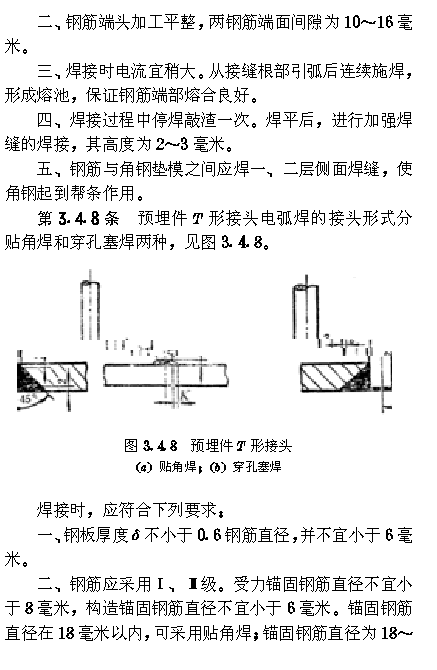 二、钢筋端头加工平整，两钢筋端面间隙为10～16毫
米。
三、焊接时电流宜稍大。从接缝根部引弧后连续施焊，
形成熔池，保证钢筋端部熔合良好。
四、焊接过程中停焊敲渣一次。焊平后，进行加强焊
缝的焊接，其高度为2～3毫米。
五、钢筋与角钢垫模之间应焊一、二层侧面焊缝，使
角钢起到帮条作用。
第3.4.8条 预埋件T形接头电弧焊的接头形式分
贴角焊和穿孔塞焊两种，见图3.4.8。
45°
K
图3.4.8 预埋件T形接头
(a) 贴角焊；(b) 穿孔塞焊
焊接时，应符合下列要求：
一、钢板厚度δ不小于0.6钢筋直径，并不宜小于6毫
米。
二、钢筋应采用Ⅰ、Ⅱ级。受力锚固钢筋直径不宜小
于8毫米，构造锚固钢筋直径不宜小于6毫米。锚固钢筋
直径在18毫米以内，可采用贴角焊；锚固钢筋直径为18～